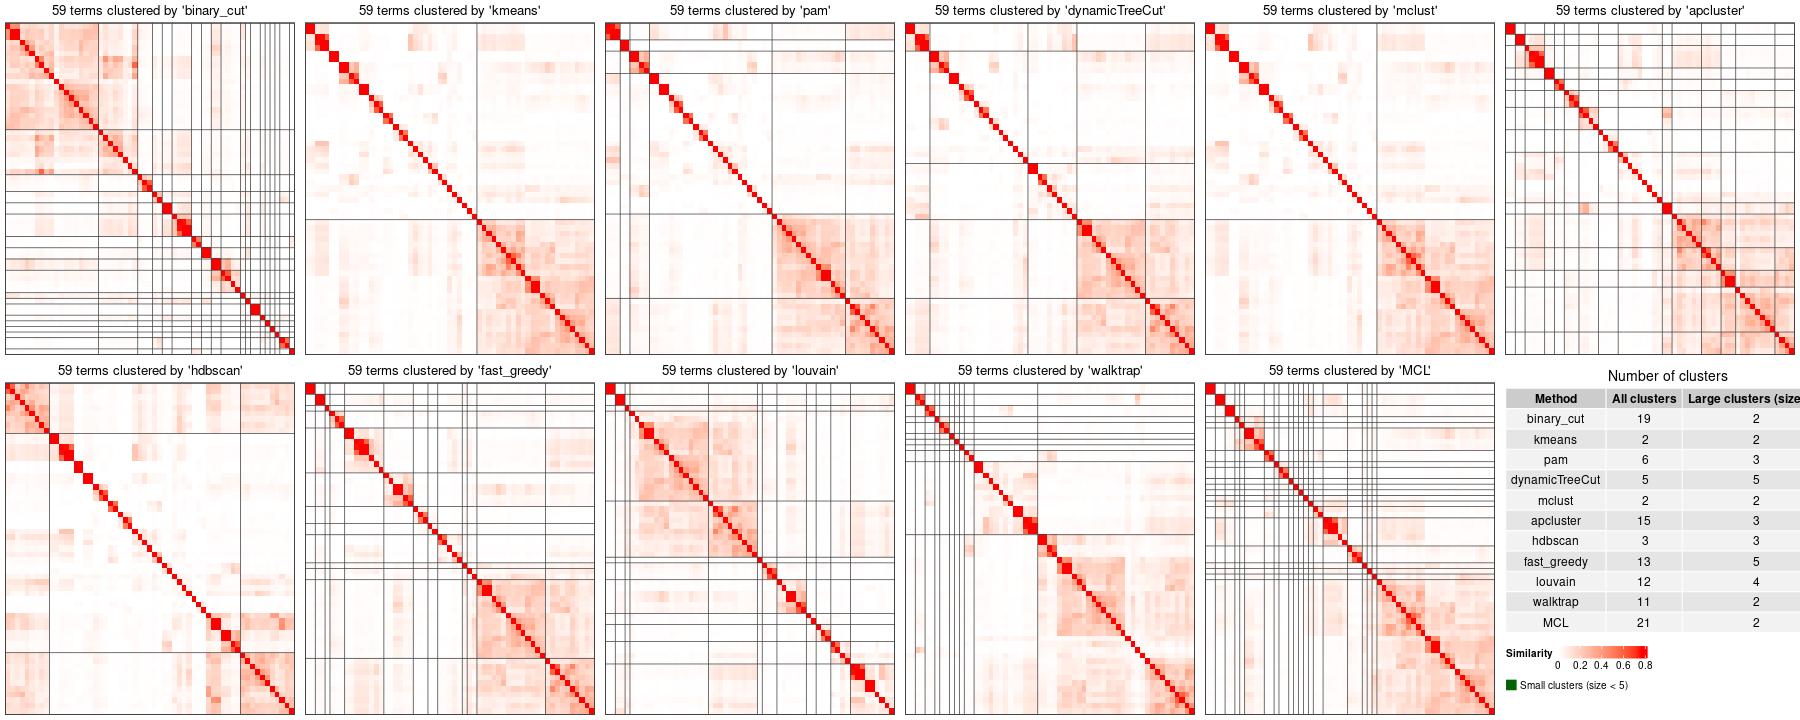 59 terms clustered by 'binary_cut'
59 terms clustered by 'kmeans'
59 terms clustered by 'pam'
59 terms clustered by 'dynamicTreeCut'
59 terms clustered by 'mclust'
59 terms clustered by 'apcluster'
59 terms clustered by 'hdbscan'
59 terms clustered by 'fast_greedy'
59 terms clustered by 'louvain'
59 terms clustered by 'walktrap'
59 terms clustered by 'MCL'
Number of clusters
Method All clusters Large clusters (size
binary_cut 19 2
kmeans 2 2
pam 6 3
dynamicTreeCut 5 5
mclust 2 2
apcluster 15 3
hdbscan 3 3
fast_greedy 13 5
louvain 12 4
walktrap 11 2
MCL 21 2
Similarity
0 0.2 0.4 0.6 0.8
Small clusters (size < 5)